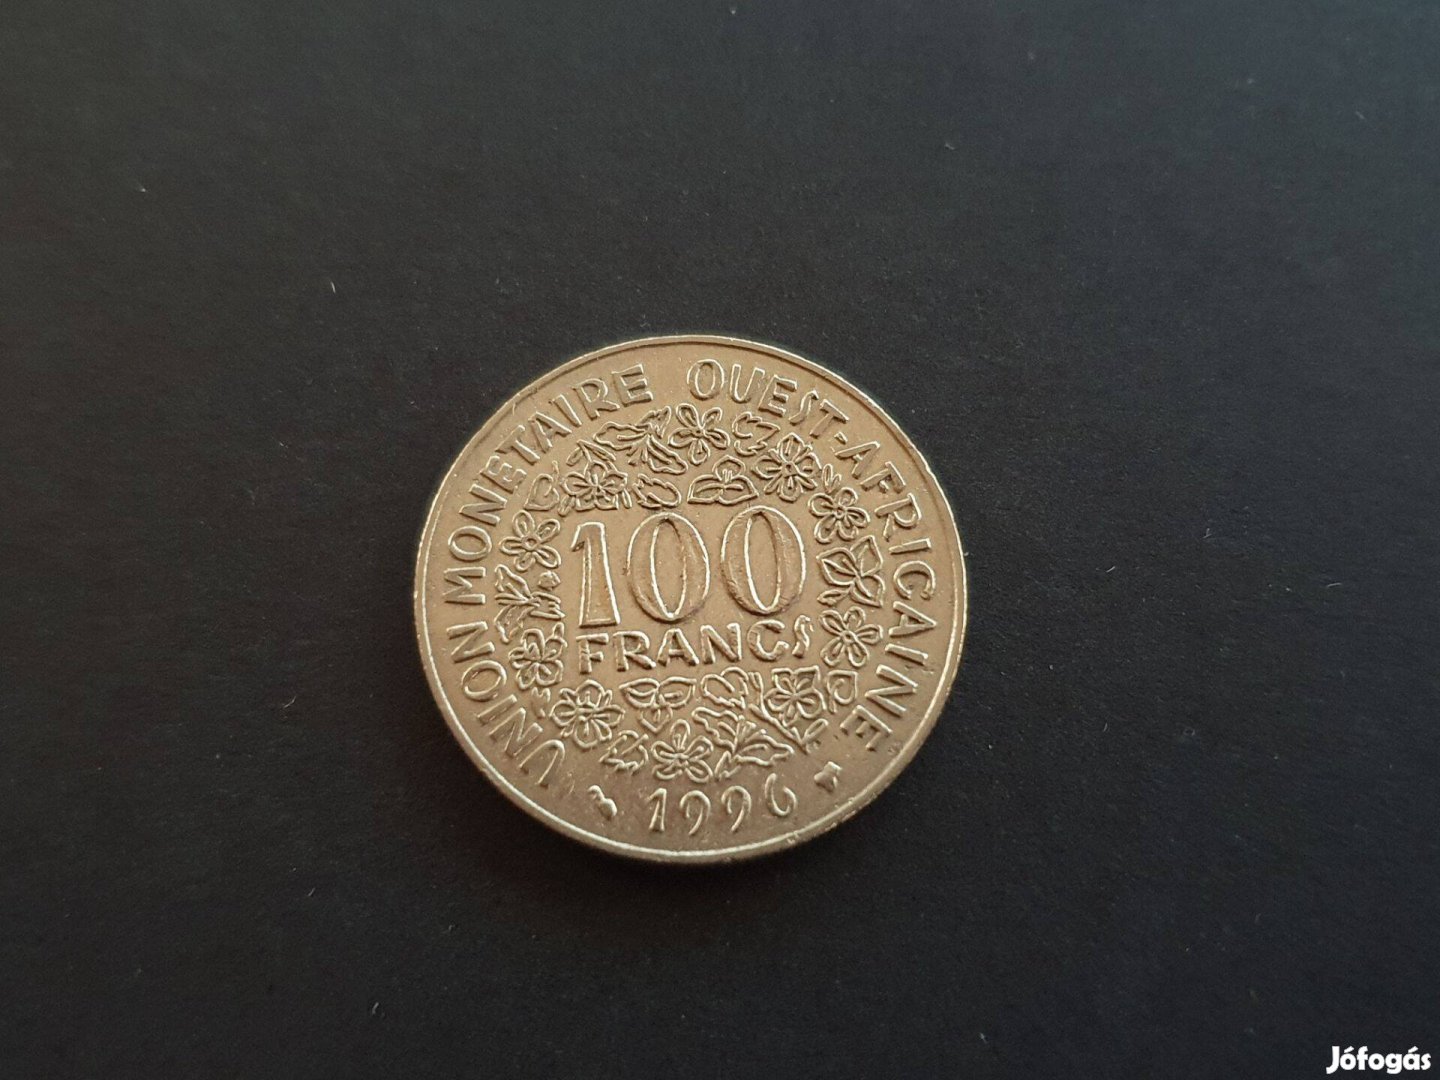 UNION MONETAIRE OUEST-AFRICAINE
100
FRANCS
1996
Jófogás